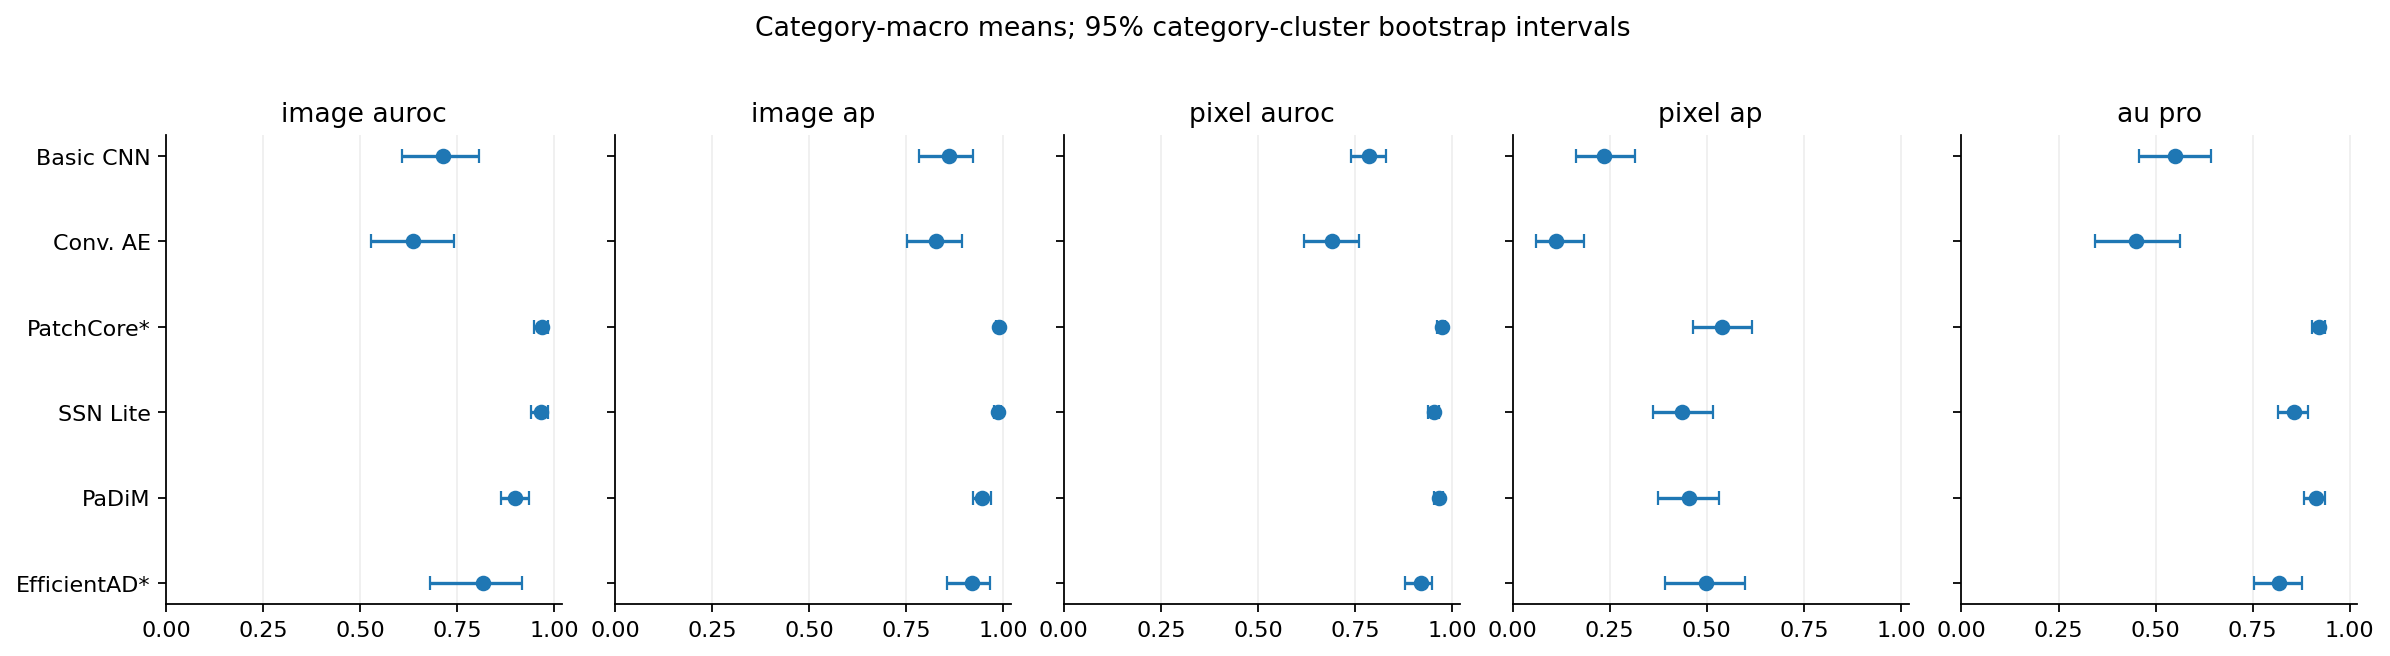 Category-macro means; 95% category-cluster bootstrap intervals
image auroc
image ap
pixel auroc
pixel ap
au pro
Basic CNN
Conv. AE
PatchCore*
SSN Lite
PaDiM
EfficientAD*
0.00 0.25 0.50 0.75 1.00
0.00 0.25 0.50 0.75 1.00
0.00 0.25 0.50 0.75 1.00
0.00 0.25 0.50 0.75 1.00
0.00 0.25 0.50 0.75 1.00